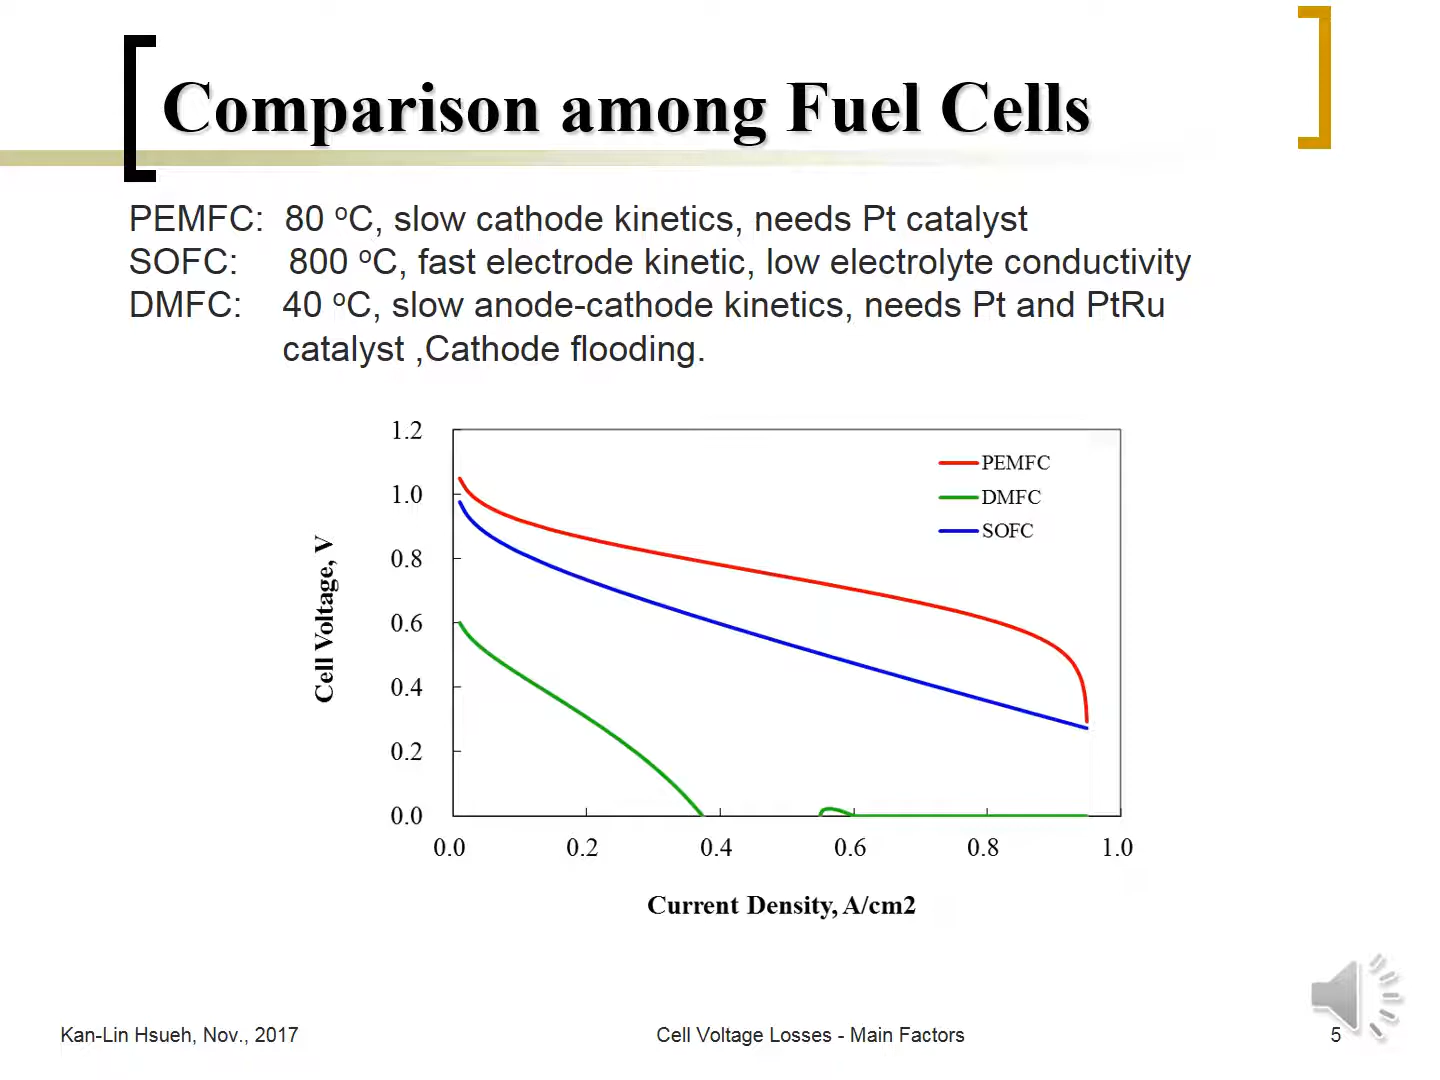 Comparison among Fuel Cells
PEMFC: 80 ºC, slow cathode kinetics, needs Pt catalyst
SOFC: 800 ºC, fast electrode kinetic, low electrolyte conductivity
DMFC: 40 ºC, slow anode-cathode kinetics, needs Pt and PtRu
catalyst ,Cathode flooding.
1.2
1.0
0.8
0.6
0.4
0.2
0.0
Cell Voltage, V
PEMFC
DMFC
SOFC
0.0 0.2 0.4 0.6 0.8 1.0
Current Density, A/cm2
Kan-Lin Hsueh, Nov., 2017 Cell Voltage Losses - Main Factors 5